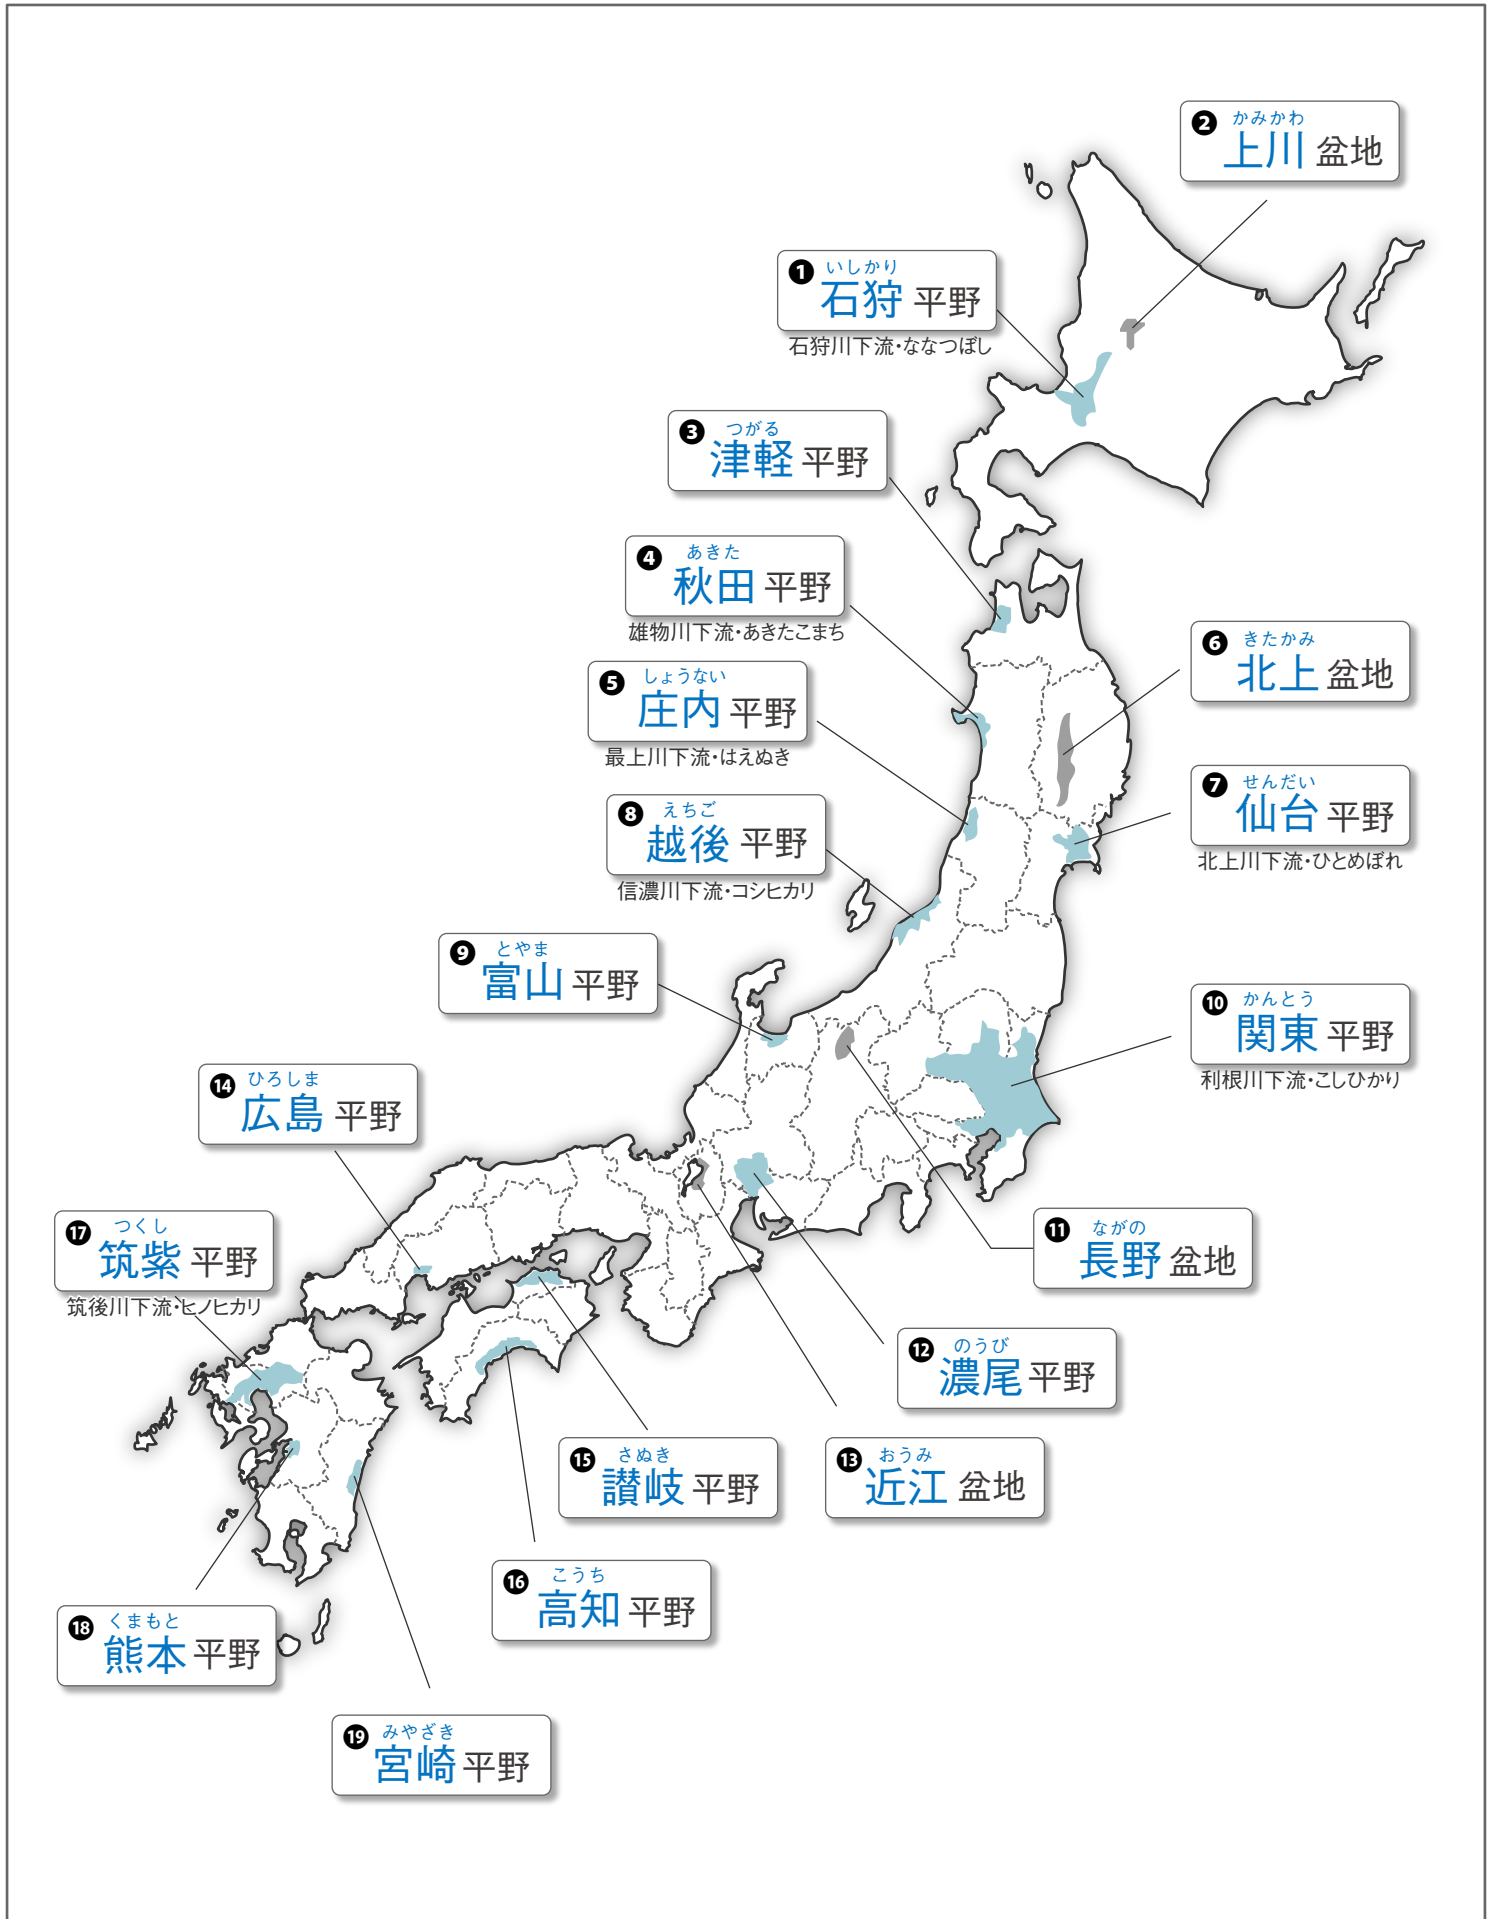 ❶ いしかり
石狩 平野
石狩川下流・ななつぼし
❷ かみかわ
上川 盆地
❸ つがる
津軽 平野
❹ あきた
秋田 平野
雄物川下流・あきたこまち
❺ しょうない
庄内 平野
最上川下流・はえぬき
❻ きたかみ
北上 盆地
❼ せんだい
仙台 平野
北上川下流・ひとめぼれ
❽ えちご
越後 平野
信濃川下流・コシヒカリ
❾ とやま
富山 平野
❿ かんとう
関東 平野
利根川下流・こしひかり
⓫ ながの
長野 盆地
⓬ のうび
濃尾 平野
⓭ おうみ
近江 盆地
⓮ ひろしま
広島 平野
⓯ さぬき
讃岐 平野
⓰ こうち
高知 平野
⓱ つくし
筑紫 平野
筑後川下流・ヒノヒカリ
⓲ くまもと
熊本 平野
⓳ みやざき
宮崎 平野